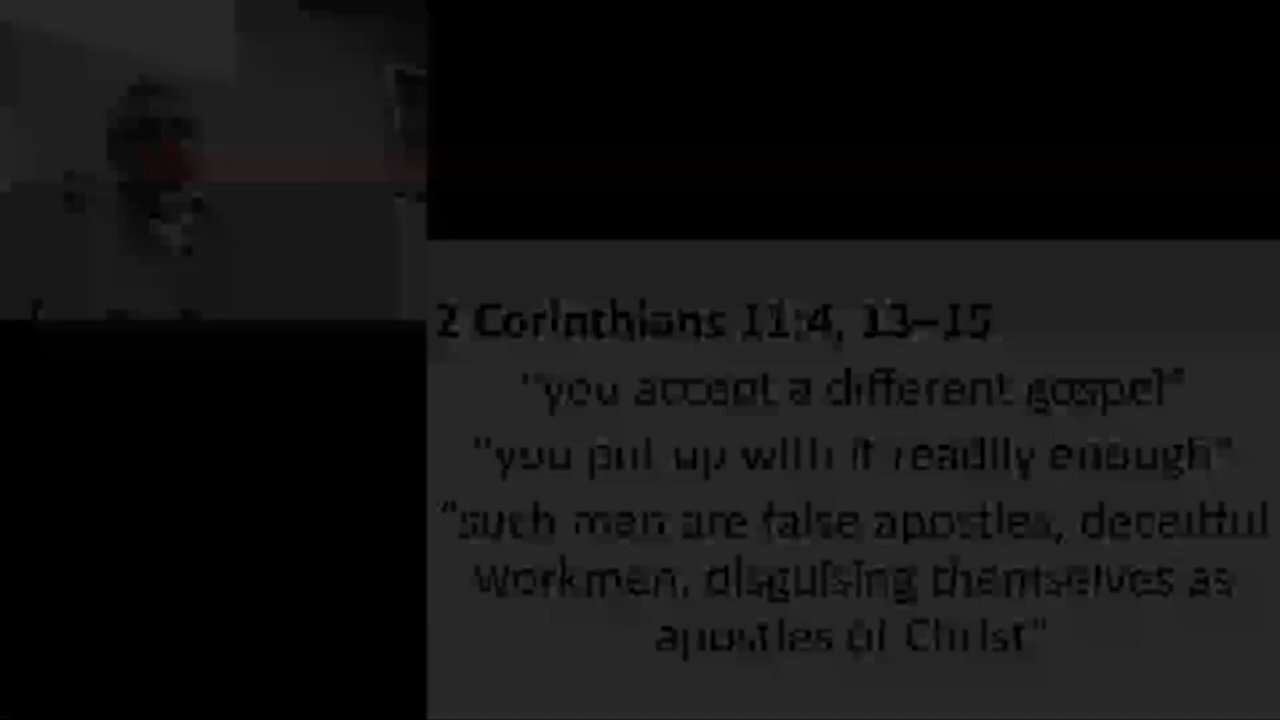 2 Corinthians 11:4, 13–15
"you accept a different gospel"
"you put up with it readily enough"
"such men are false apostles, deceitful
workmen, disguising themselves as
apostles of Christ"